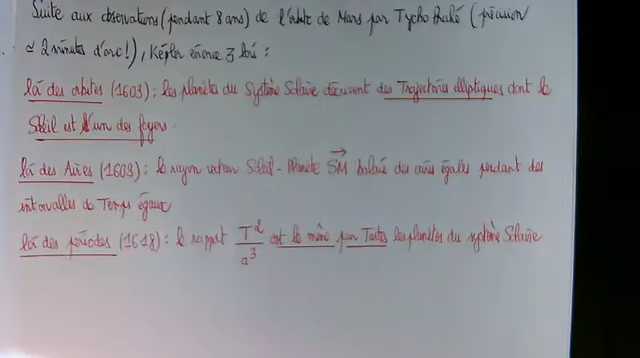 Suite aux observations (pendant 8 ans) de l'orbite de Mars par Tycho Brahé (précision
≃ 2 minutes d'arc!), Képler énonce 3 lois :
loi des orbites (1609) : les planètes du Système Solaire décrivent des Trajectoires elliptiques dont le
Soleil est l'un des foyers.
loi des Aires (1609) : le rayon vecteur Soleil - Planète SM balaie des aires égales pendant des
intervalles de Temps égaux
loi des périodes (1618) : le rapport T²/a³ est le même pour Toutes les planètes du système Solaire